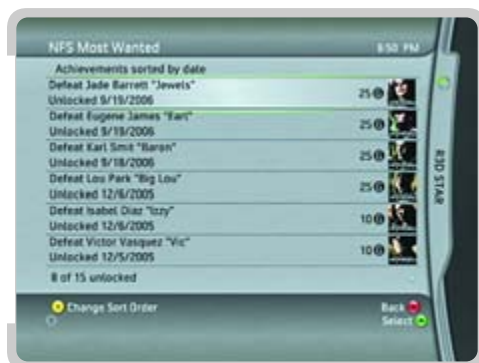 NFS Most Wanted 8:50 PM
Achievements sorted by date
Defeat Jade Barrett "Jewels"
Unlocked 9/19/2006
25 G
Defeat Eugene James "Earl"
Unlocked 9/19/2006
25 G
Defeat Karl Smit "Baron"
Unlocked 9/18/2006
25 G
Defeat Lou Park "Big Lou"
Unlocked 12/6/2005
25 G
Defeat Isabel Diaz "Izzy"
Unlocked 12/6/2005
10 G
Defeat Victor Vasquez "Vic"
Unlocked 12/5/2005
10 G
8 of 15 unlocked
R3D STAR
Y Change Sort Order
Back B
Select A